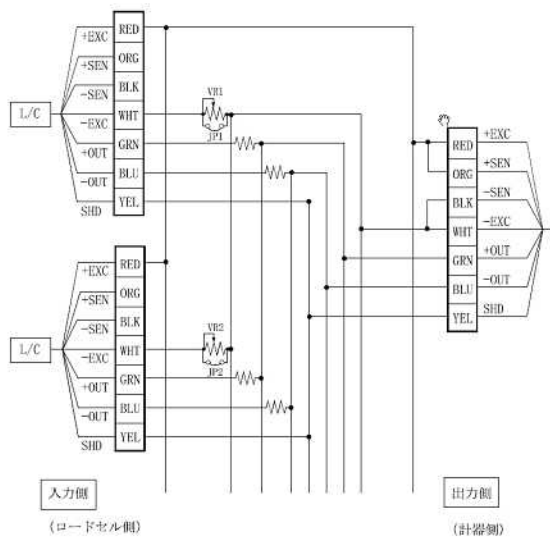 +EXC
RED
+SEN
ORG
-SEN
BLK
L/C
-EXC
WHT
VR1
JP1
+OUT
GRN
-OUT
BLU
SHD
YEL
RED
+EXC
ORG
+SEN
BLK
-SEN
WHT
-EXC
GRN
+OUT
BLU
-OUT
YEL
SHD
+EXC
RED
+SEN
ORG
-SEN
BLK
L/C
-EXC
WHT
VR2
JP2
+OUT
GRN
-OUT
BLU
SHD
YEL
入力側
(ロードセル側)
出力側
(計器側)